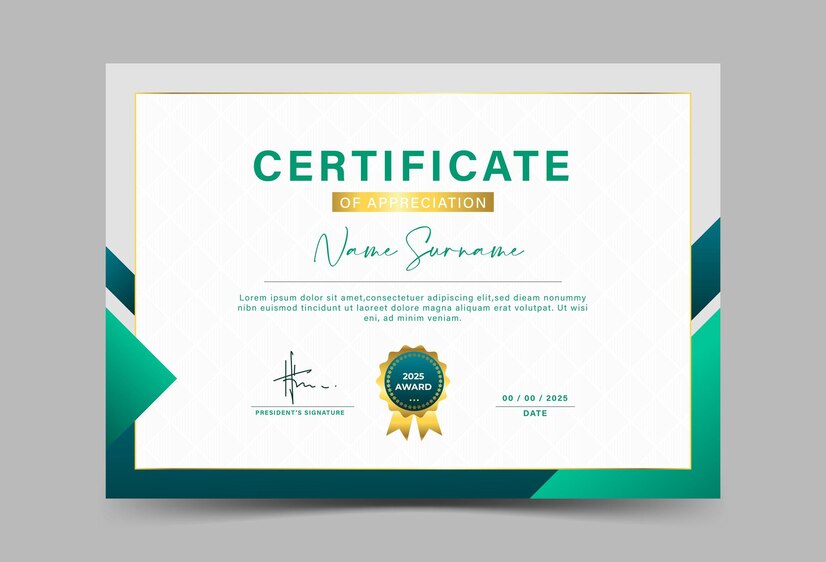 CERTIFICATE
OF APPRECIATION
Name Surname
Lorem ipsum dolor sit amet,consectetuer adipiscing elit,sed dieam nonummy
nibn euismod tincidunt ut laoreet dolore magna aliquam erat volutpat. Ut wisi
eni, ad minim veniam.
2025
AWARD
PRESIDENT'S SIGNATURE
00 / 00 / 2025
DATE